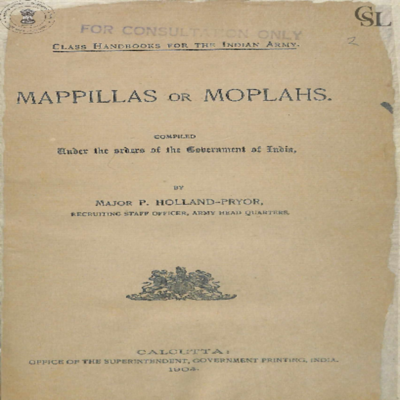 CSL
FOR CONSULTATION ONLY
2
CLASS HANDBOOKS FOR THE INDIAN ARMY.
MAPPILLAS OR MOPLAHS.
COMPILED
Under the orders of the Government of India,
BY
MAJOR P. HOLLAND-PRYOR,
RECRUITING STAFF OFFICER, ARMY HEAD QUARTERS.
CALCUTTA:
OFFICE OF THE SUPERINTENDENT, GOVERNMENT PRINTING, INDIA.
1904.